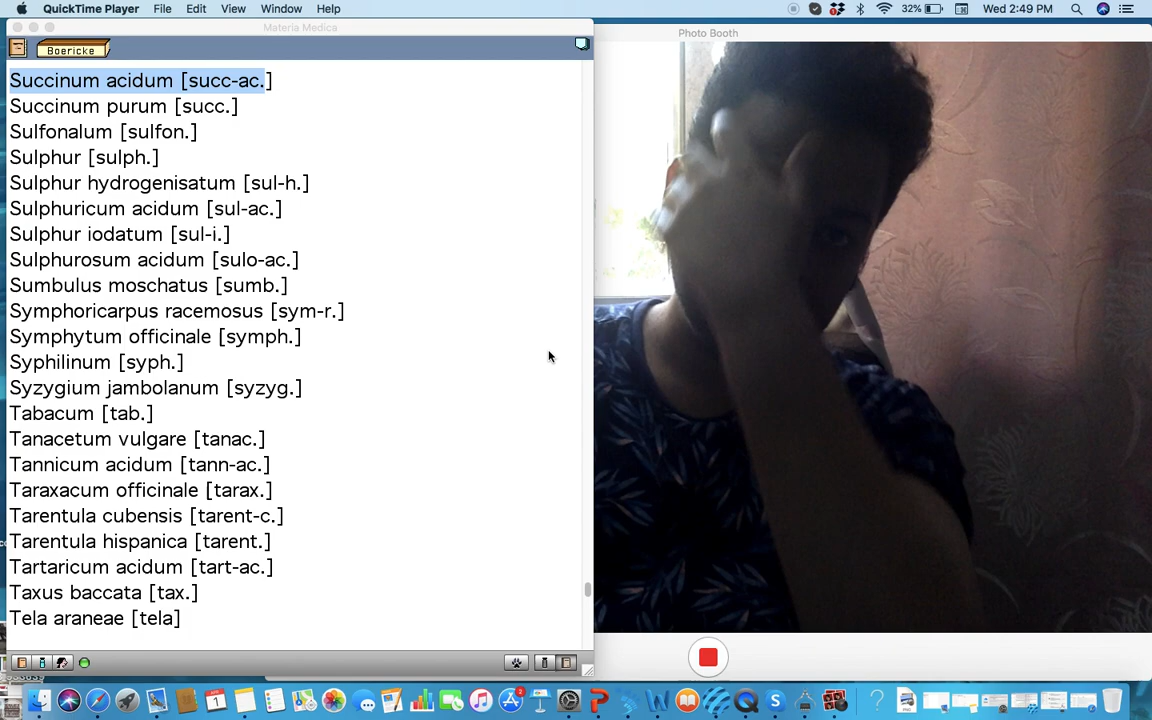 QuickTime Player File Edit View Window Help 32% Wed 2:49 PM
Materia Medica
Photo Booth
Boericke
Succinum acidum [succ-ac.]
Succinum purum [succ.]
Sulfonalum [sulfon.]
Sulphur [sulph.]
Sulphur hydrogenisatum [sul-h.]
Sulphuricum acidum [sul-ac.]
Sulphur iodatum [sul-i.]
Sulphurosum acidum [sulo-ac.]
Sumbulus moschatus [sumb.]
Symphoricarpus racemosus [sym-r.]
Symphytum officinale [symph.]
Syphilinum [syph.]
Syzygium jambolanum [syzyg.]
Tabacum [tab.]
Tanacetum vulgare [tanac.]
Tannicum acidum [tann-ac.]
Taraxacum officinale [tarax.]
Tarentula cubensis [tarent-c.]
Tarentula hispanica [tarent.]
Tartaricum acidum [tart-ac.]
Taxus baccata [tax.]
Tela araneae [tela]